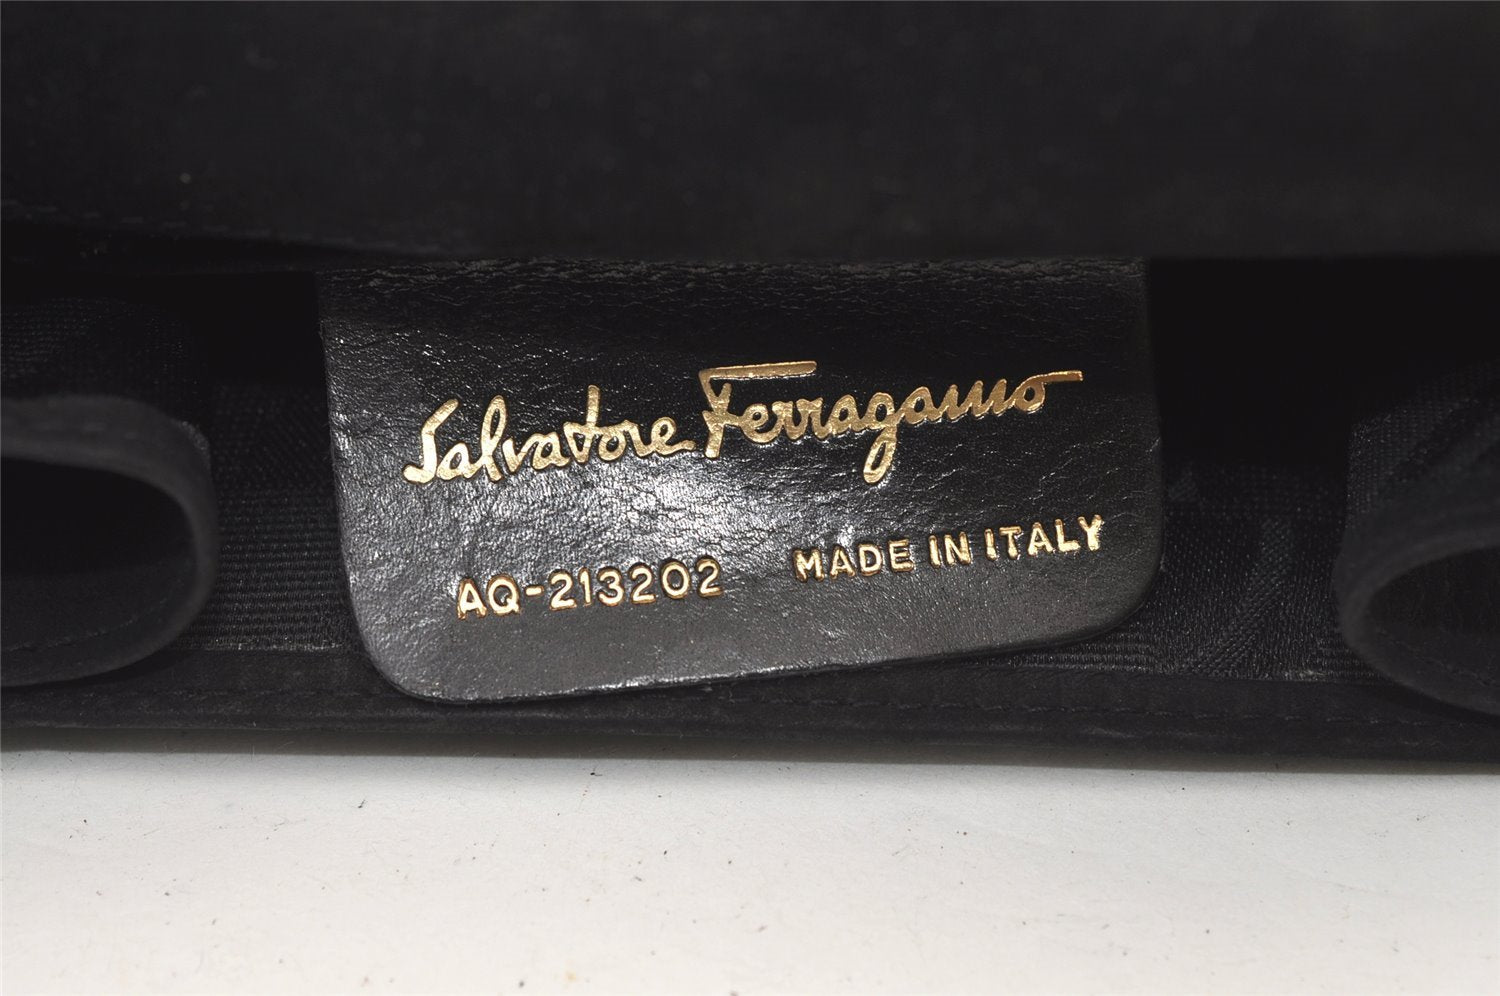 Salvatore Ferragamo
AQ-213202 MADE IN ITALY